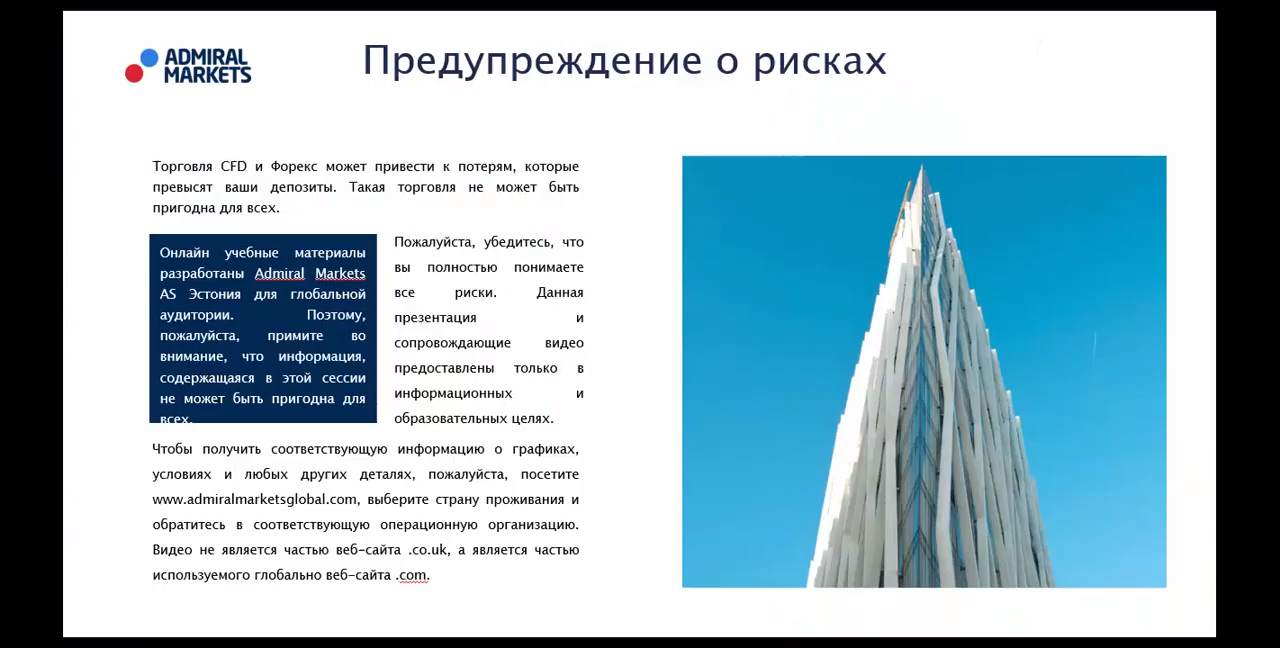 ADMIRAL
MARKETS
Предупреждение о рисках
Торговля CFD и Форекс может привести к потерям, которые
превысят ваши депозиты. Такая торговля не может быть
пригодна для всех.
Онлайн учебные материалы
разработаны Admiral Markets
AS Эстония для глобальной
аудитории. Поэтому,
пожалуйста, примите во
внимание, что информация,
содержащаяся в этой сессии
не может быть пригодна для
всех.
Пожалуйста, убедитесь, что
вы полностью понимаете
все риски. Данная
презентация и
сопровождающие видео
предоставлены только в
информационных и
образовательных целях.
Чтобы получить соответствующую информацию о графиках,
условиях и любых других деталях, пожалуйста, посетите
www.admiralmarketsglobal.com, выберите страну проживания и
обратитесь в соответствующую операционную организацию.
Видео не является частью веб-сайта .co.uk, а является частью
используемого глобально веб-сайта .com.